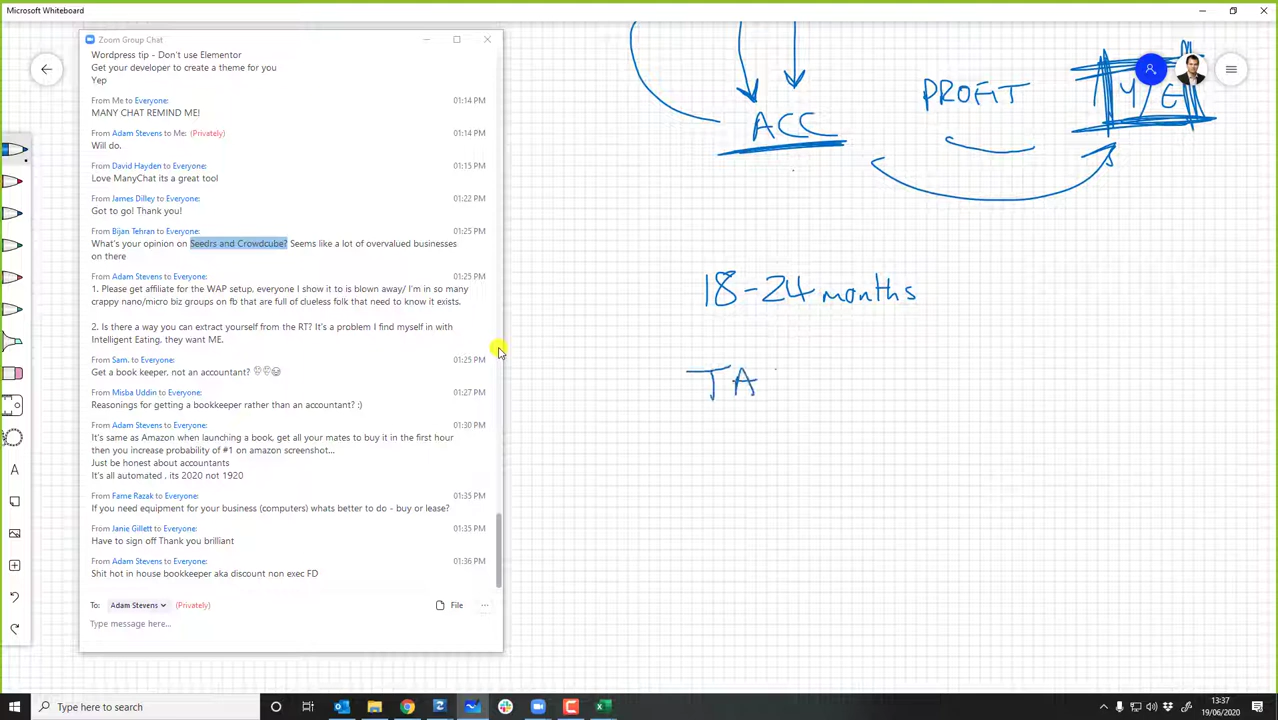 Microsoft Whiteboard
Zoom Group Chat
Wordpress tip - Don't use Elementor
Get your developer to create a theme for you
Yep
From Me to Everyone: 01:14 PM
MANY CHAT REMIND ME!
From Adam Stevens to Me: (Privately) 01:14 PM
Will do.
From David Hayden to Everyone: 01:15 PM
Love ManyChat its a great tool
From James Dilley to Everyone: 01:22 PM
Got to go! Thank you!
From Bijan Tehran to Everyone: 01:25 PM
What's your opinion on Seedrs and Crowdcube? Seems like a lot of overvalued businesses
on there
From Adam Stevens to Everyone: 01:25 PM
1. Please get affiliate for the WAP setup, everyone I show it to is blown away/ I'm in so many
crappy nano/micro biz groups on fb that are full of clueless folk that need to know it exists.
2. Is there a way you can extract yourself from the RT? It's a problem I find myself in with
Intelligent Eating, they want ME.
From Sam. to Everyone: 01:25 PM
Get a book keeper, not an accountant?
From Misba Uddin to Everyone: 01:27 PM
Reasonings for getting a bookkeeper rather than an accountant? :)
From Adam Stevens to Everyone: 01:30 PM
It's same as Amazon when launching a book, get all your mates to buy it in the first hour
then you increase probability of #1 on amazon screenshot...
Just be honest about accountants
It's all automated , its 2020 not 1920
From Fame Razak to Everyone: 01:35 PM
If you need equipment for your business (computers) whats better to do - buy or lease?
From Janie Gillett to Everyone: 01:35 PM
Have to sign off Thank you brilliant
From Adam Stevens to Everyone: 01:36 PM
Shit hot in house bookkeeper aka discount non exec FD
To: Adam Stevens (Privately) File
Type message here...
ACC
PROFIT
Y/E
18-24 months
TA
Type here to search
13:37
19/06/2020